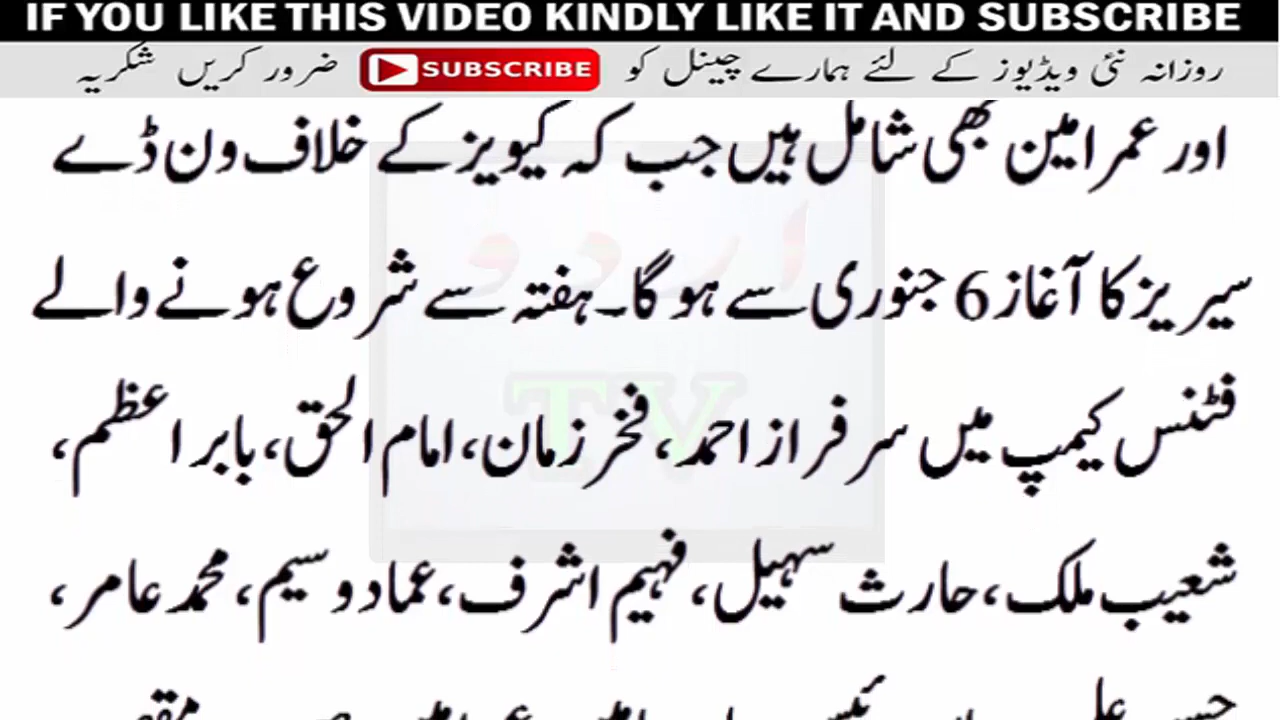 IF YOU LIKE THIS VIDEO KINDLY LIKE IT AND SUBSCRIBE
روزانہ نئی ویڈیوز کے لئے ہمارے چینل کو SUBSCRIBE ضرور کریں شکریہ
اور عمر امین بھی شامل ہیں جب کہ کیویز کے خلاف ون ڈے
سیریز کا آغاز 6 جنوری سے ہو گا۔ ہفتہ سے شروع ہونے والے
فٹنس کیمپ میں سرفراز احمد، فخر زمان، امام الحق، بابر اعظم،
شعیب ملک، حارث سہیل، فہیم اشرف، عماد وسیم، محمد عامر،
اردو
TV